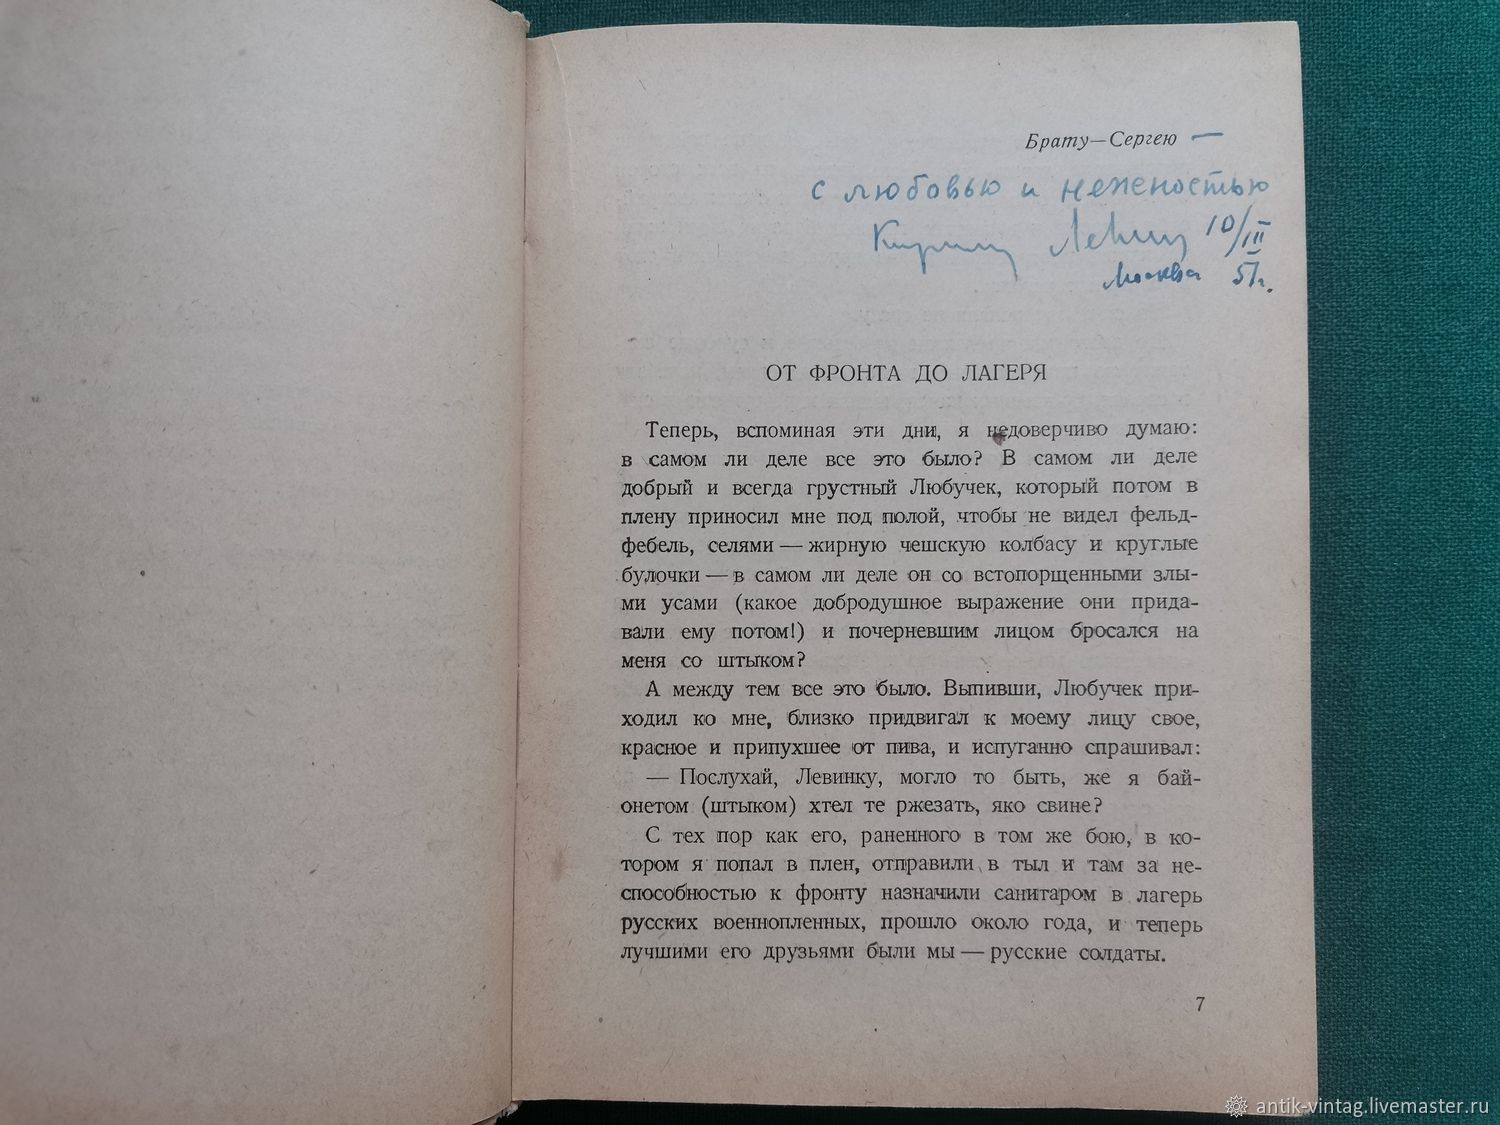 Брату—Сергею —
с любовью и неженостью
Кирилл Левин 10/III
Москва 51г.
ОТ ФРОНТА ДО ЛАГЕРЯ
Теперь, вспоминая эти дни, я недоверчиво думаю:
в самом ли деле все это было? В самом ли деле
добрый и всегда грустный Любучек, который потом в
плену приносил мне под полой, чтобы не видел фельд-
фебель, селями — жирную чешскую колбасу и круглые
булочки — в самом ли деле он со встопорщенными злы-
ми усами (какое добродушное выражение они прида-
вали ему потом!) и почерневшим лицом бросался на
меня со штыком?
А между тем все это было. Выпивши, Любучек при-
ходил ко мне, близко придвигал к моему лицу свое,
красное и припухшее от пива, и испуганно спрашивал:
— Послухай, Левинку, могло то быть, же я бай-
онетом (штыком) хтел те ржезать, яко свине?
С тех пор как его, раненного в том же бою, в ко-
тором я попал в плен, отправили в тыл и там за не-
способностью к фронту назначили санитаром в лагерь
русских военнопленных, прошло около года, и теперь
лучшими его друзьями были мы — русские солдаты.
7
antik-vintag.livemaster.ru